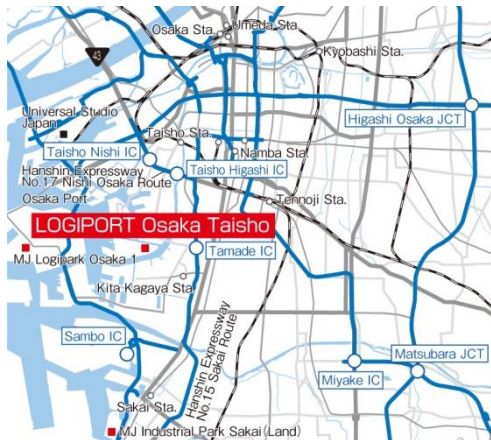 Osaka Sta.
Umeda Sta.
43
Kyobashi Sta.
Universal Studio
Japan
Higashi Osaka JCT
Taisho Sta.
Taisho Nishi IC
Namba Sta.
Hanshin Expressway
No.17 Nishi Osaka Route
Taisho Higashi IC
Osaka Port
Tennoji Sta.
LOGIPORT Osaka Taisho
MJ Logipark Osaka 1
Tamade IC
Kita Kagaya Sta.
Sambo IC
Hanshin Expressway
No.15 Sakai Route
Matsubara JCT
Miyake IC
Sakai Sta.
MJ Industrial Park Sakai (Land)